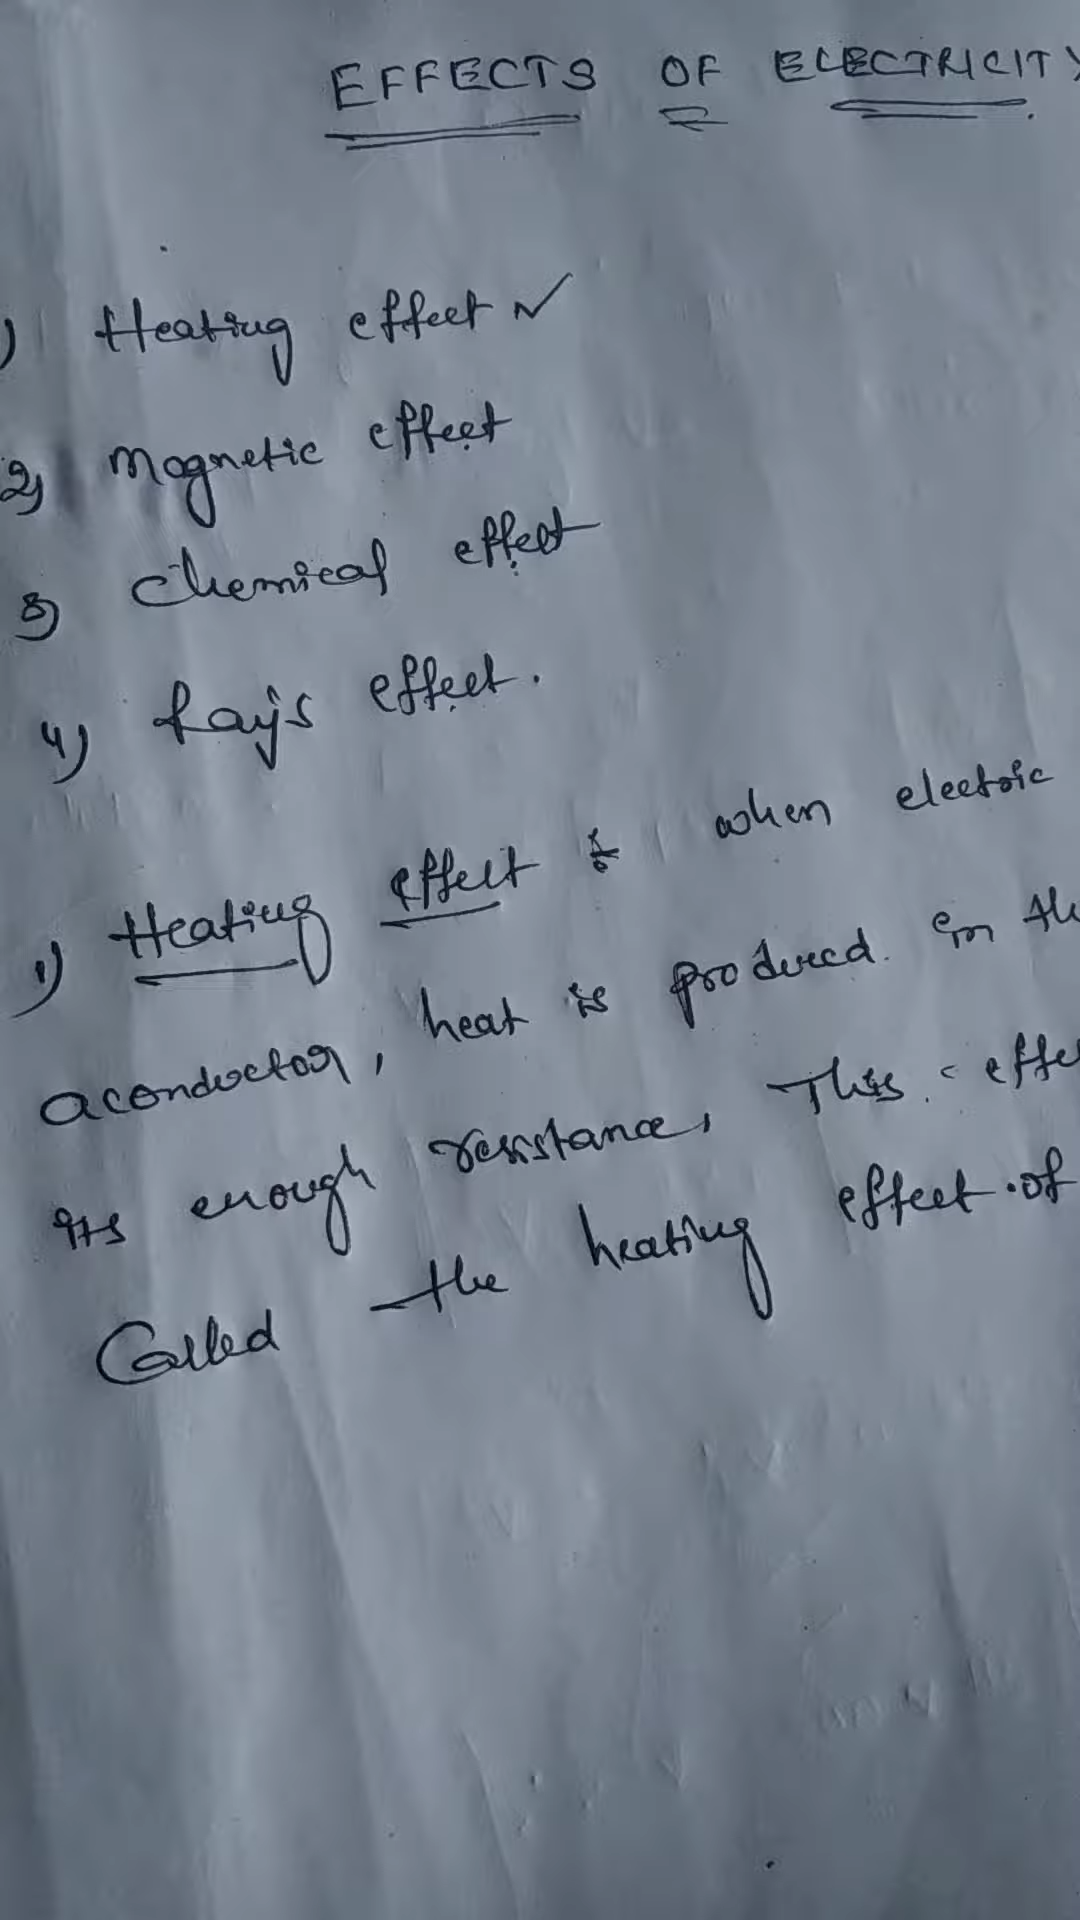 EFFECTS OF ELECTRICITY
1) Heating effect ✓
2) Magnetic effect
3) Chemical effect
4) Rays effect.
1) Heating effect : when electric
a conductor, heat is produced in the
its enough resistance, This effe
Called the heating effect of